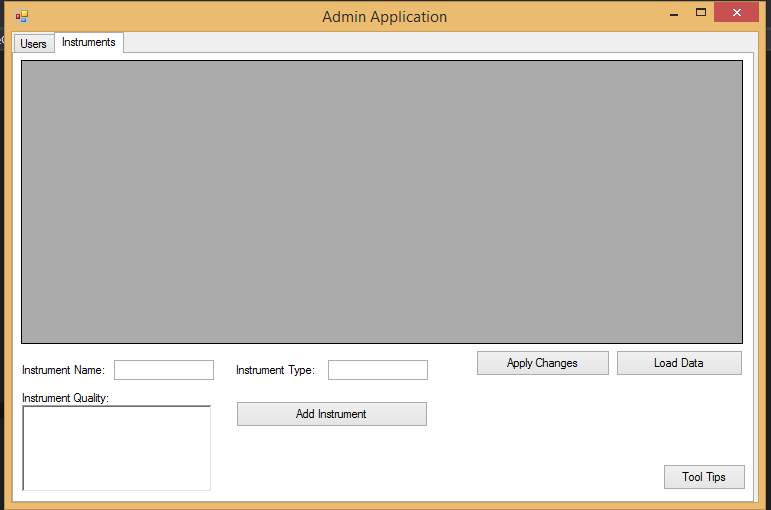 Admin Application
Users
Instruments
Apply Changes
Load Data
Instrument Name:
Instrument Type:
Instrument Quality:
Add Instrument
Tool Tips